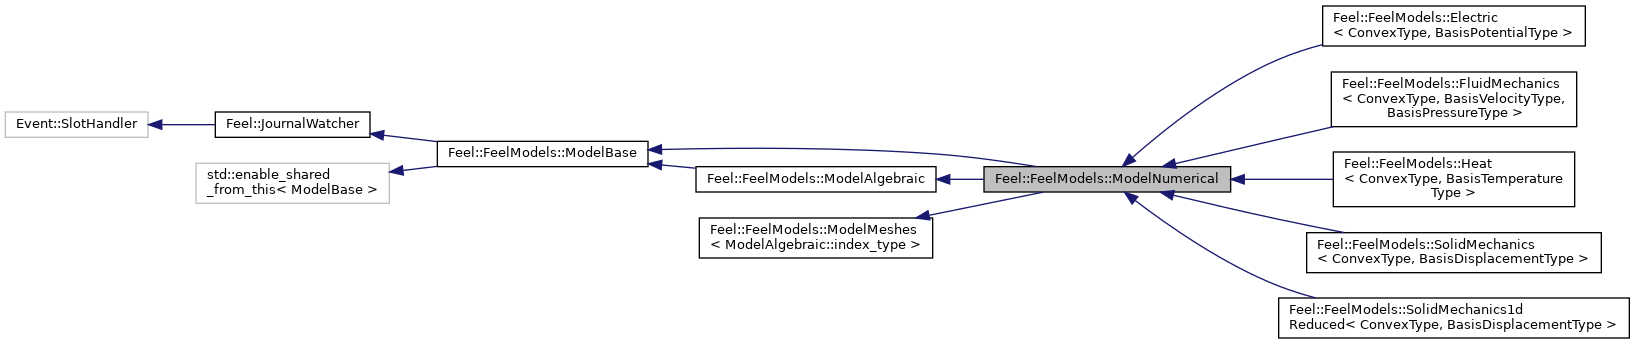 Event::SlotHandler
Feel::JournalWatcher
std::enable_shared
_from_this< ModelBase >
Feel::FeelModels::ModelBase
Feel::FeelModels::ModelAlgebraic
Feel::FeelModels::ModelMeshes
< ModelAlgebraic::index_type >
Feel::FeelModels::ModelNumerical
Feel::FeelModels::Electric
< ConvexType, BasisPotentialType >
Feel::FeelModels::FluidMechanics
< ConvexType, BasisVelocityType,
BasisPressureType >
Feel::FeelModels::Heat
< ConvexType, BasisTemperature
Type >
Feel::FeelModels::SolidMechanics
< ConvexType, BasisDisplacementType >
Feel::FeelModels::SolidMechanics1d
Reduced< ConvexType, BasisDisplacementType >